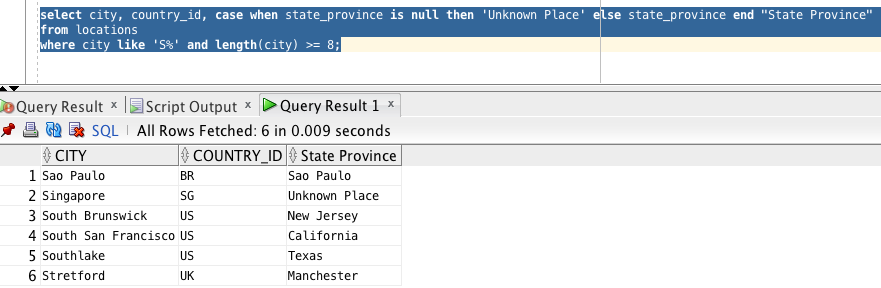 select city, country_id, case when state_province is null then 'Unknown Place' else state_province end "State Province"
from locations
where city like 'S%' and length(city) >= 8;
Query Result x Script Output x Query Result 1 x
SQL | All Rows Fetched: 6 in 0.009 seconds
CITY COUNTRY_ID State Province
1 Sao Paulo BR Sao Paulo
2 Singapore SG Unknown Place
3 South Brunswick US New Jersey
4 South San Francisco US California
5 Southlake US Texas
6 Stretford UK Manchester